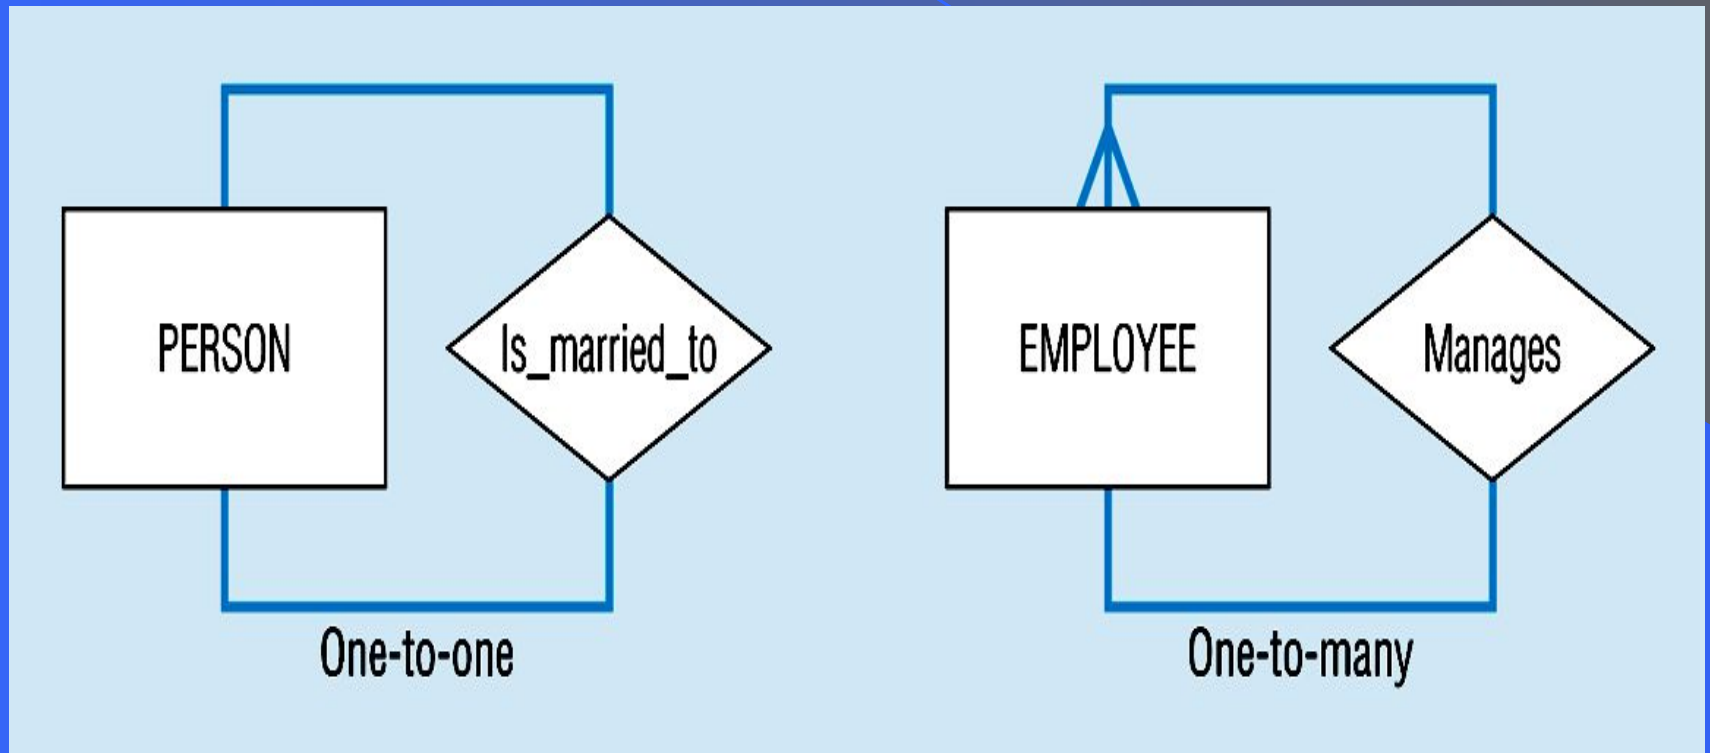 PERSON
Is_married_to
One-to-one
EMPLOYEE
Manages
One-to-many